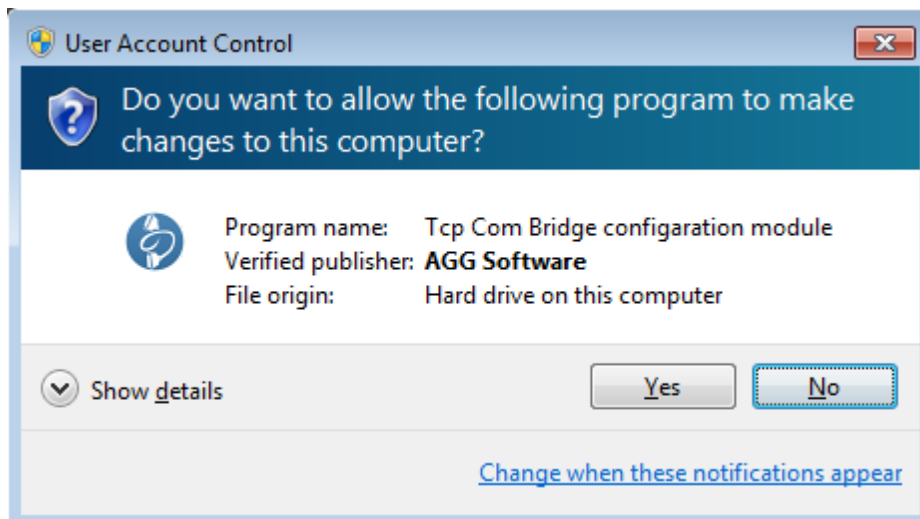 User Account Control
Do you want to allow the following program to make
changes to this computer?
Program name: Tcp Com Bridge configaration module
Verified publisher: AGG Software
File origin: Hard drive on this computer
Show details
Yes
No
Change when these notifications appear